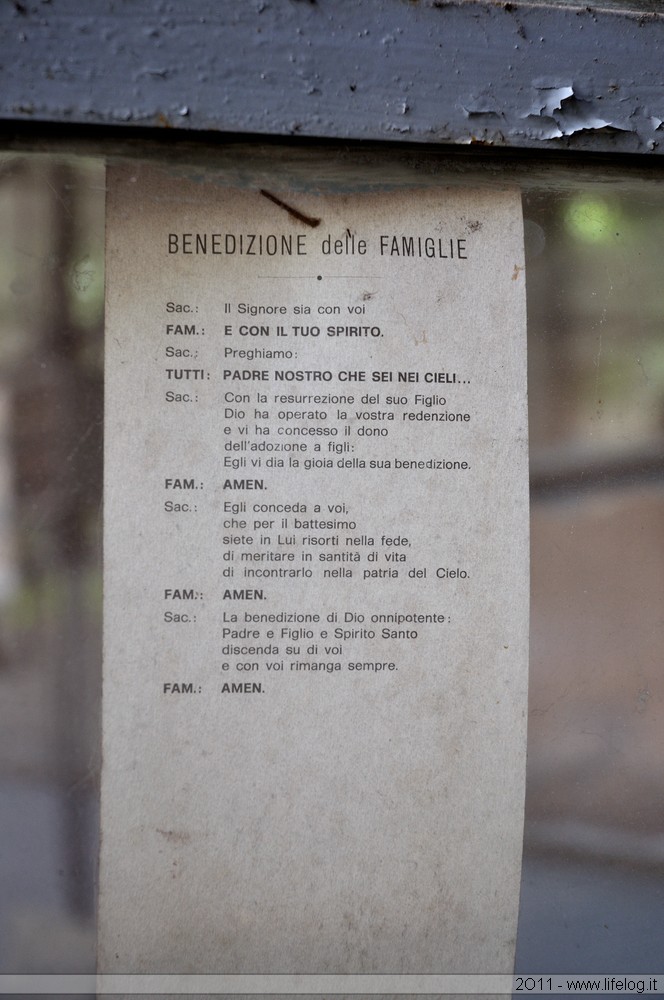 BENEDIZIONE delle FAMIGLIE
Sac.: Il Signore sia con voi
FAM.: E CON IL TUO SPIRITO.
Sac.: Preghiamo:
TUTTI: PADRE NOSTRO CHE SEI NEI CIELI...
Sac.: Con la resurrezione del suo Figlio
Dio ha operato la vostra redenzione
e vi ha concesso il dono
dell'adozione a figli:
Egli vi dia la gioia della sua benedizione.
FAM.: AMEN.
Sac.: Egli conceda a voi,
che per il battesimo
siete in Lui risorti nella fede,
di meritare in santità di vita
di incontrarlo nella patria del Cielo.
FAM.: AMEN.
Sac.: La benedizione di Dio onnipotente:
Padre e Figlio e Spirito Santo
discenda su di voi
e con voi rimanga sempre.
FAM.: AMEN.
2011 - www.lifelog.it